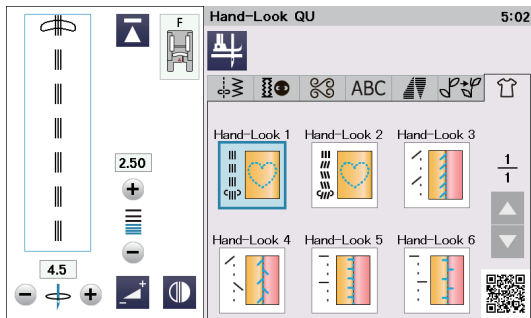 F
Hand-Look QU
5:02
ABC
Hand-Look 1
Hand-Look 2
Hand-Look 3
2.50
1
1
Hand-Look 4
Hand-Look 5
Hand-Look 6
4.5